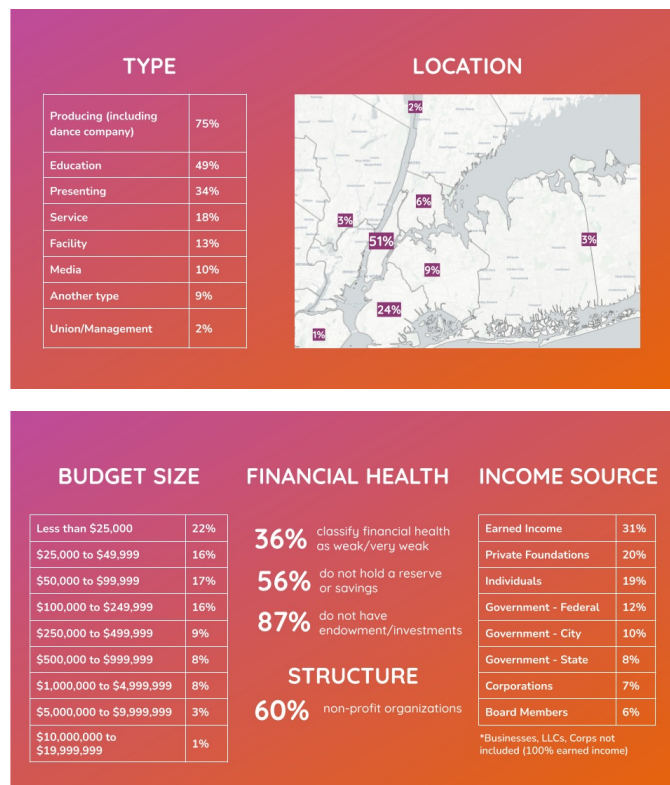 TYPE
Producing (including
dance company) 75%
Education 49%
Presenting 34%
Service 18%
Facility 13%
Media 10%
Another type 9%
Union/Management 2%
LOCATION
2%
6%
3%
51%
3%
9%
24%
1%
BUDGET SIZE
Less than $25,000 22%
$25,000 to $49,999 16%
$50,000 to $99,999 17%
$100,000 to $249,999 16%
$250,000 to $499,999 9%
$500,000 to $999,999 8%
$1,000,000 to $4,999,999 8%
$5,000,000 to $9,999,999 3%
$10,000,000 to
$19,999,999 1%
FINANCIAL HEALTH
36% classify financial health
as weak/very weak
56% do not hold a reserve
or savings
87% do not have
endowment/investments
STRUCTURE
60% non-profit organizations
INCOME SOURCE
Earned Income 31%
Private Foundations 20%
Individuals 19%
Government - Federal 12%
Government - City 10%
Government - State 8%
Corporations 7%
Board Members 6%
*Businesses, LLCs, Corps not
included (100% earned income)